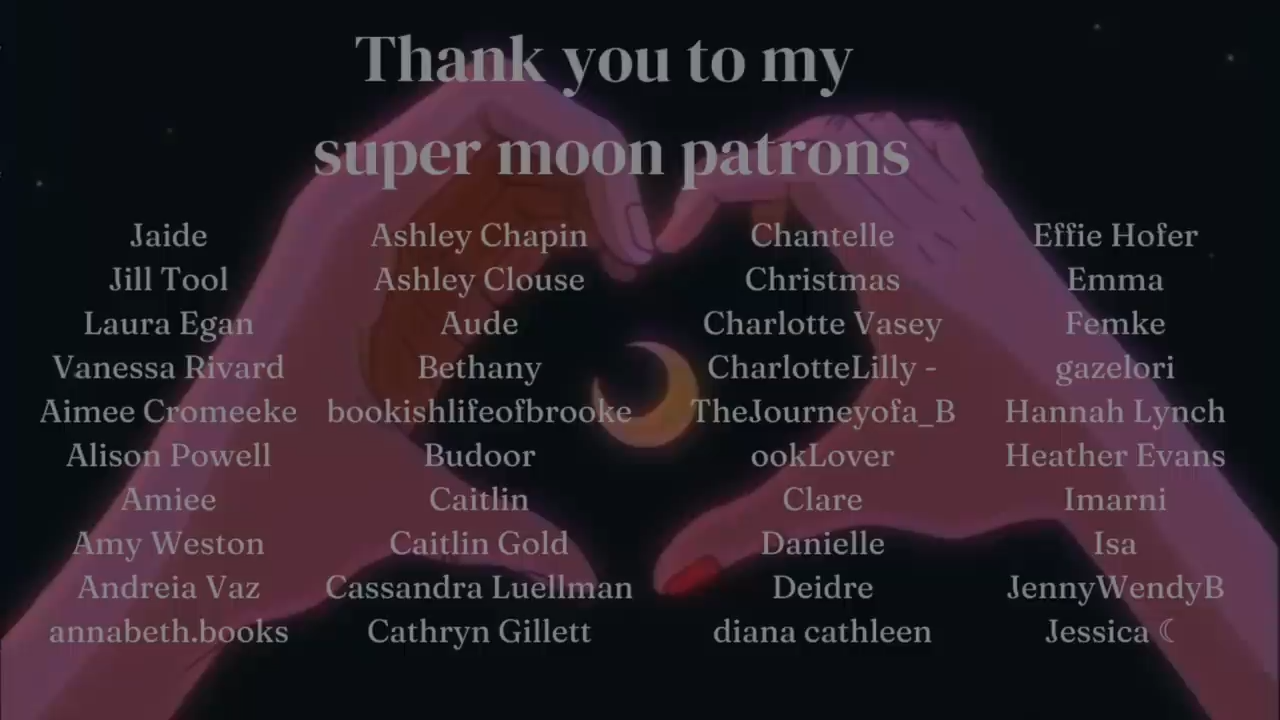 Thank you to my
super moon patrons
Jaide
Jill Tool
Laura Egan
Vanessa Rivard
Aimee Cromeeke
Alison Powell
Amiee
Amy Weston
Andreia Vaz
annabeth.books
Ashley Chapin
Ashley Clouse
Aude
Bethany
bookishlifeofbrooke
Budoor
Caitlin
Caitlin Gold
Cassandra Luellman
Cathryn Gillett
Chantelle
Christmas
Charlotte Vasey
CharlotteLilly -
TheJourneyofa_B
ookLover
Clare
Danielle
Deidre
diana cathleen
Effie Hofer
Emma
Femke
gazelori
Hannah Lynch
Heather Evans
Imarni
Isa
JennyWendyB
Jessica ☾